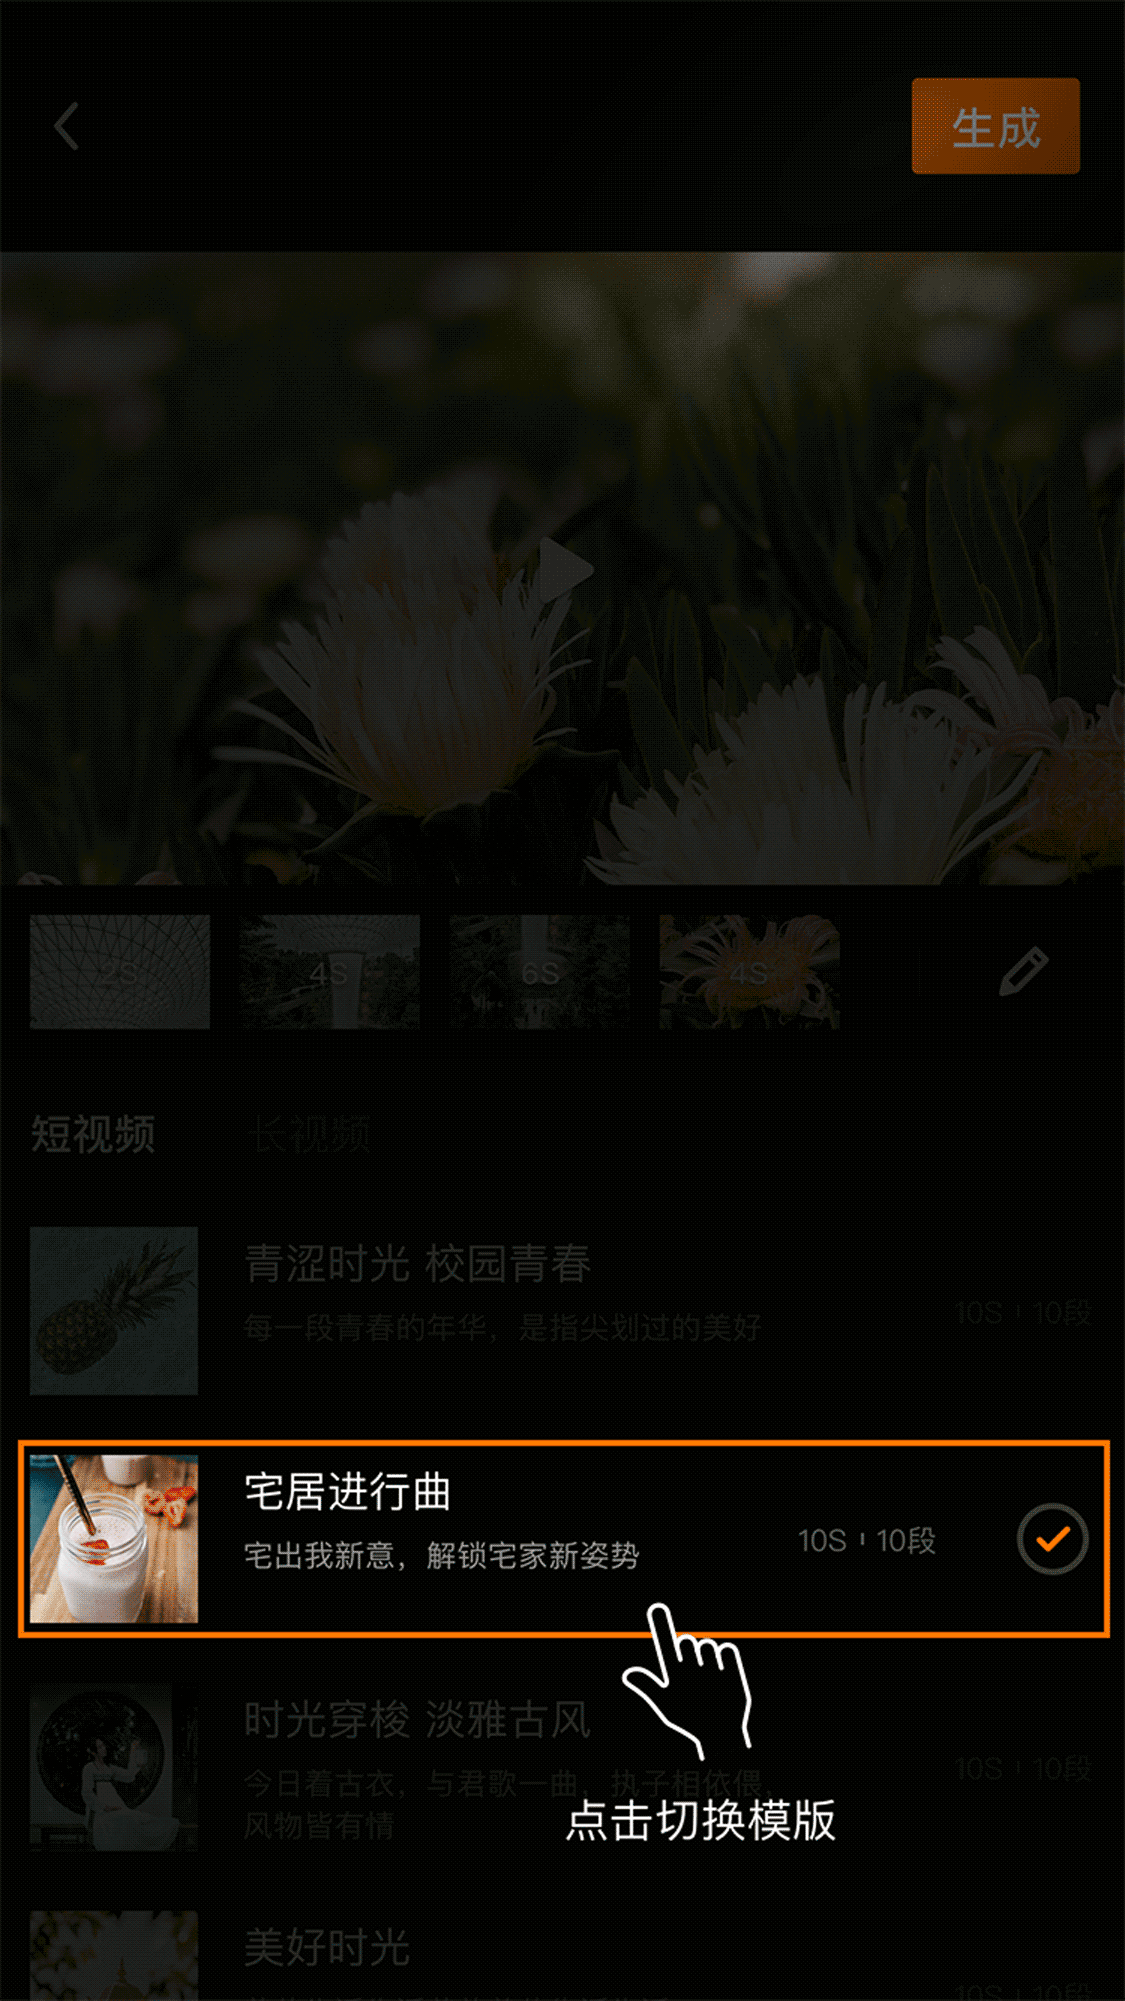 生成
2S
4S
6S
4S
短视频
长视频
青涩时光 校园青春
每一段青春的年华，是指尖划过的美好
10S
10段
宅居进行曲
宅出我新意，解锁宅家新姿势
10S
10段
时光穿梭 淡雅古风
今日着古衣，与君歌一曲，执子相依偎，
风物皆有情
10S
10段
点击切换模版
美好时光
10S
10段